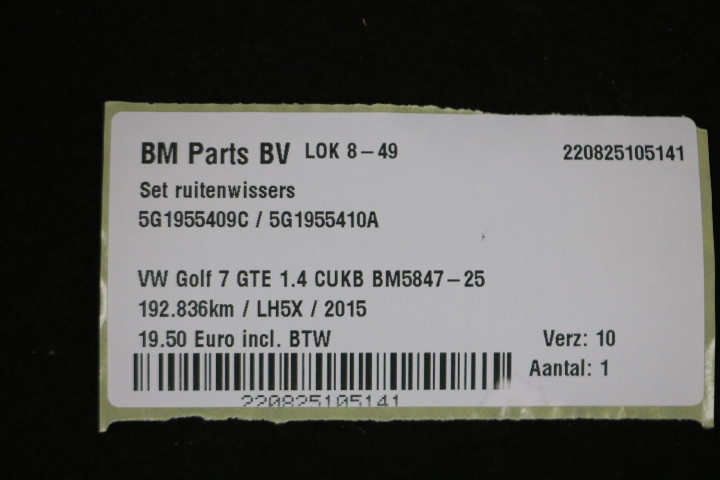 BM Parts BV LOK 8-49 220825105141
Set ruitenwissers
5G1955409C / 5G1955410A
VW Golf 7 GTE 1.4 CUKB BM5847-25
192.836km / LH5X / 2015
19.50 Euro incl. BTW Verz: 10
Aantal: 1
220825105141